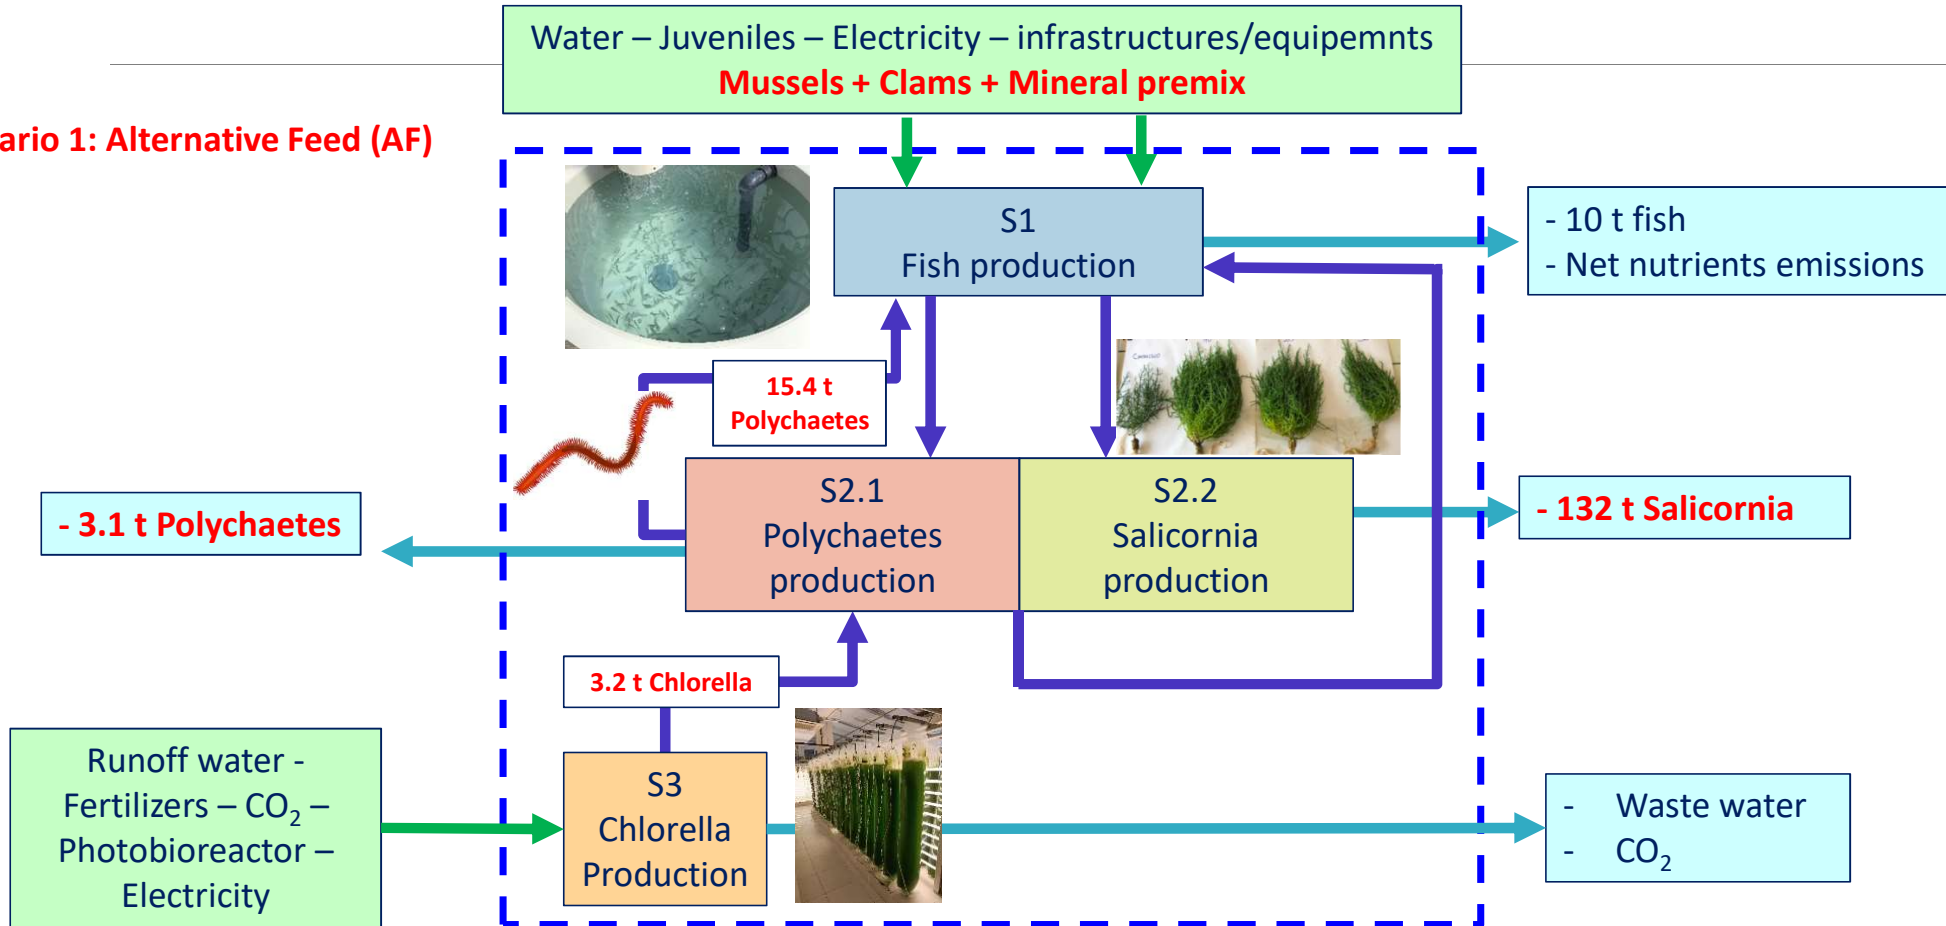 Water – Juveniles – Electricity – infrastructures/equipemnts
Mussels + Clams + Mineral premix
ario 1: Alternative Feed (AF)
S1
Fish production
- 10 t fish
- Net nutrients emissions
15.4 t
Polychaetes
S2.1
Polychaetes
production
S2.2
Salicornia
production
- 3.1 t Polychaetes
- 132 t Salicornia
3.2 t Chlorella
Runoff water -
Fertilizers – CO₂ –
Photobioreactor –
Electricity
S3
Chlorella
Production
- Waste water
- CO₂